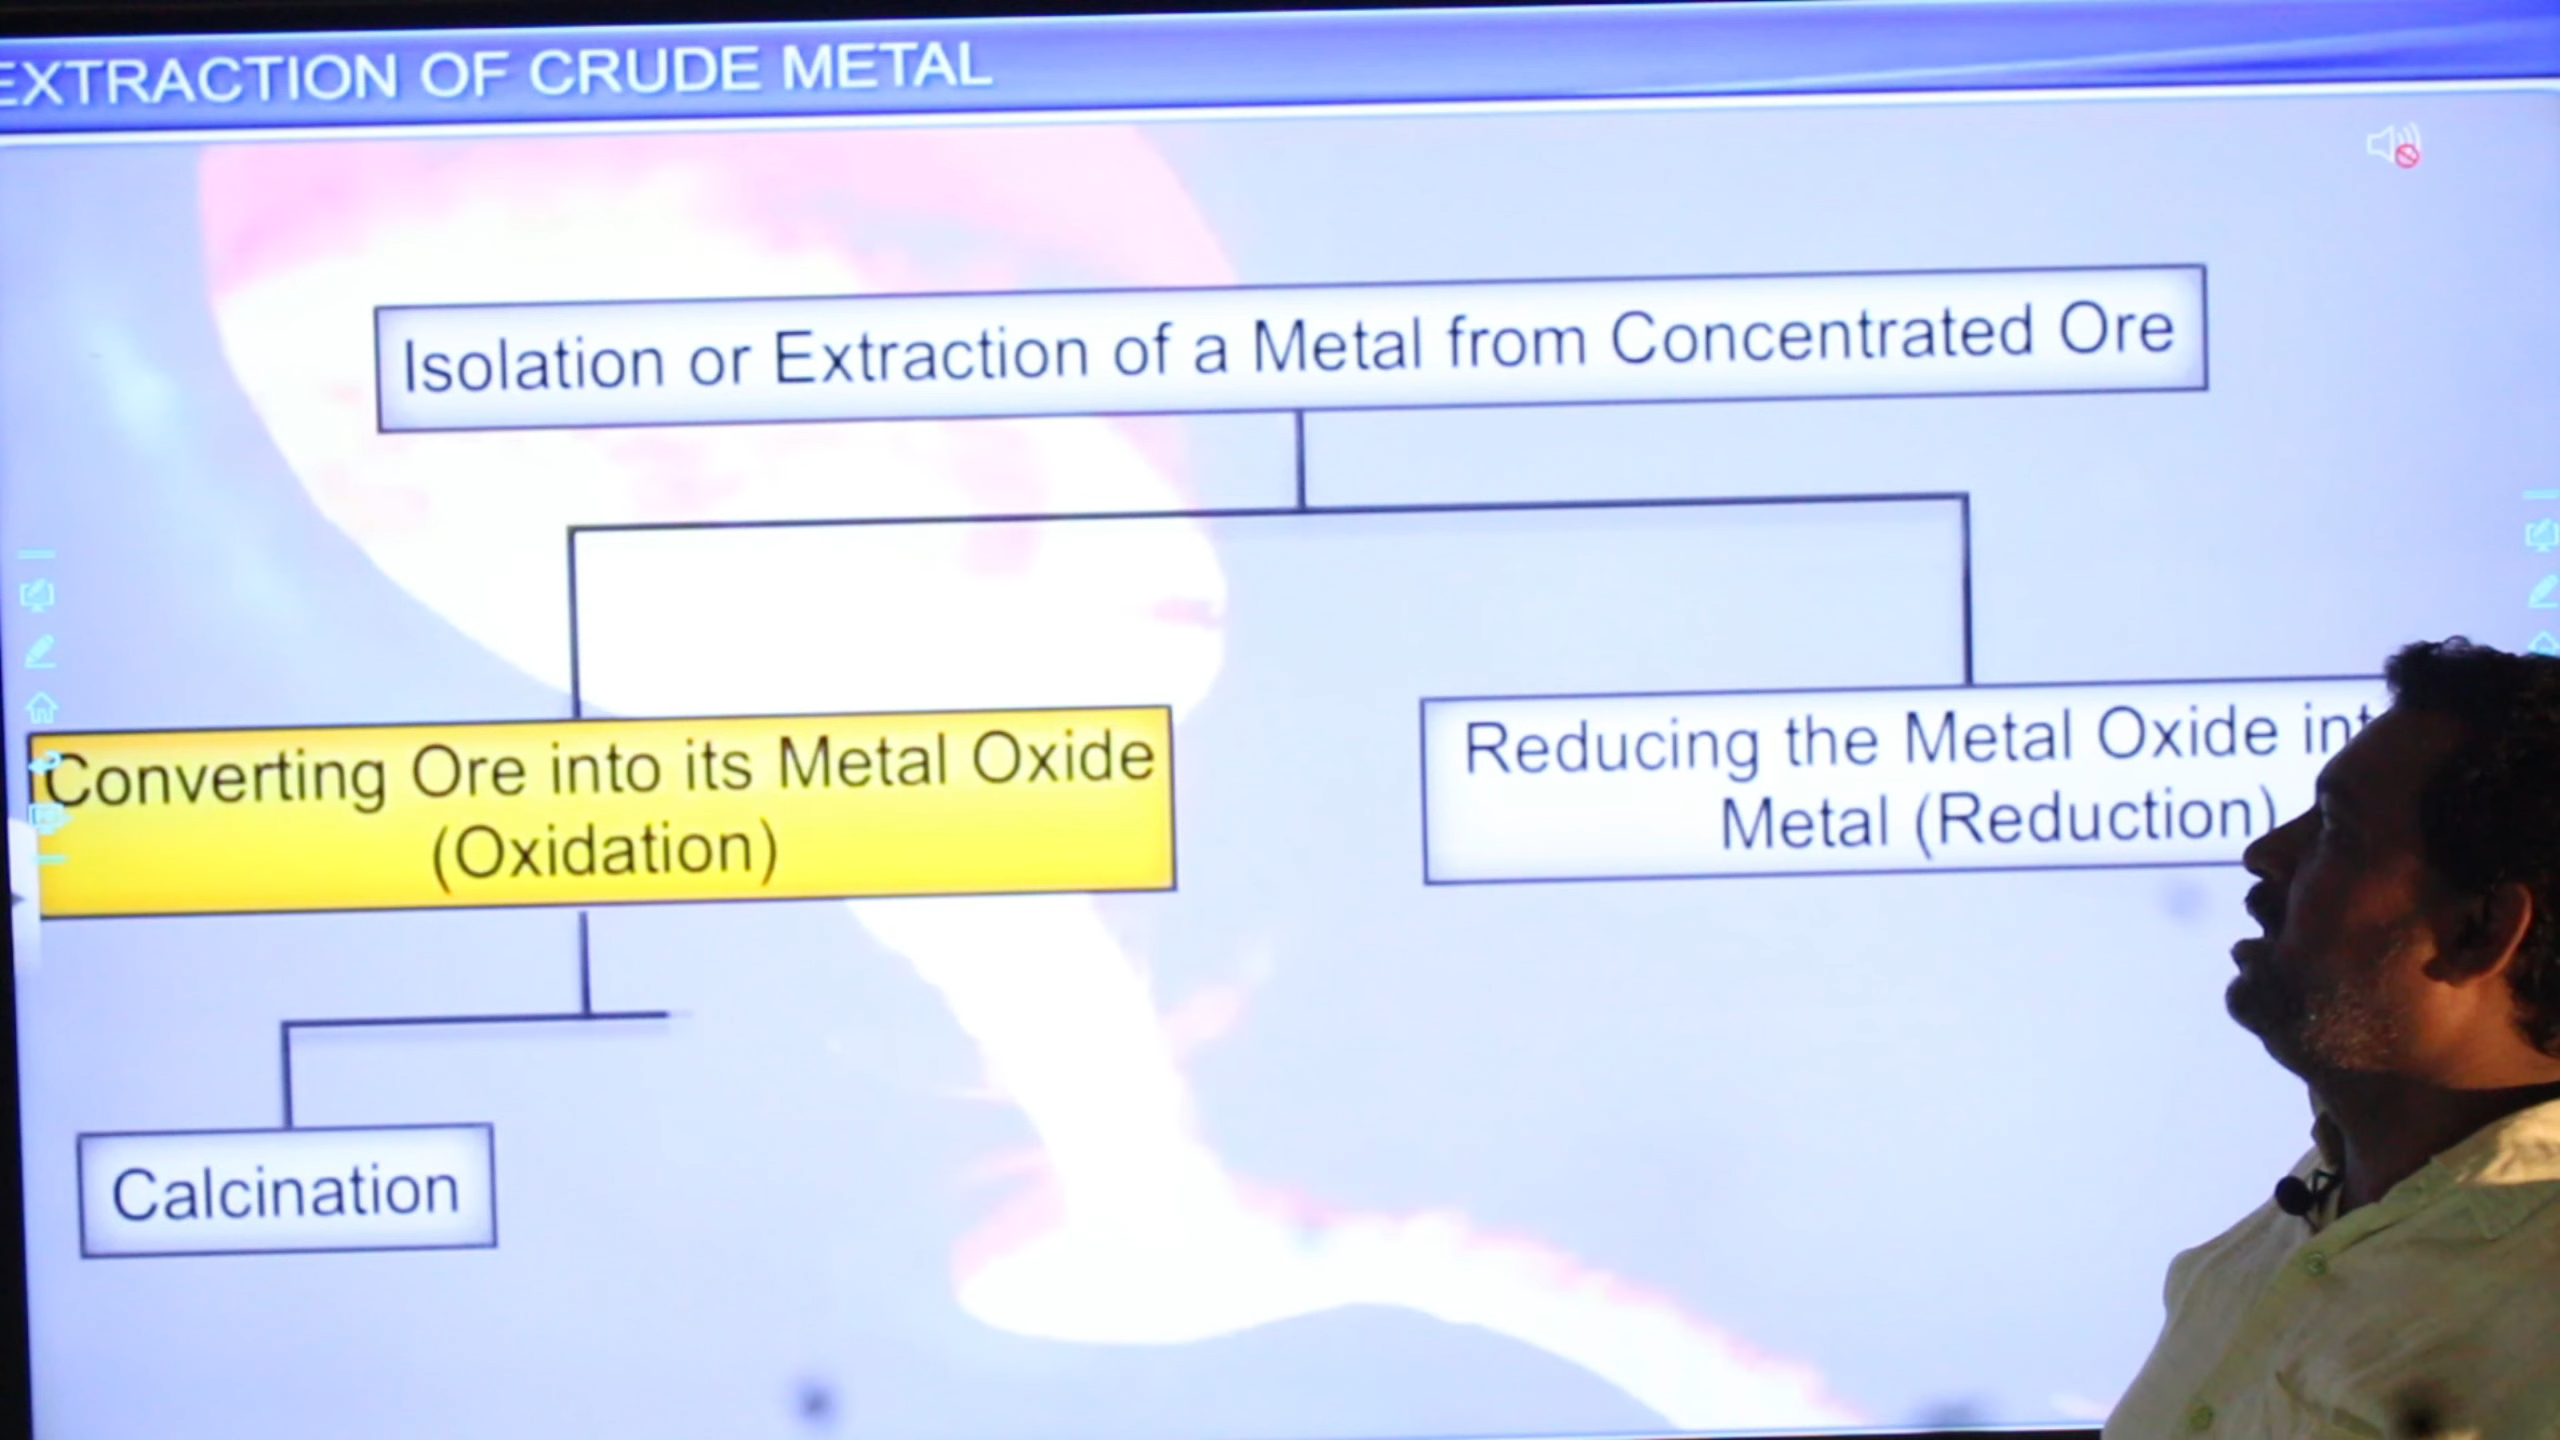 EXTRACTION OF CRUDE METAL
Isolation or Extraction of a Metal from Concentrated Ore
Converting Ore into its Metal Oxide
(Oxidation)
Reducing the Metal Oxide int
Metal (Reduction)
Calcination